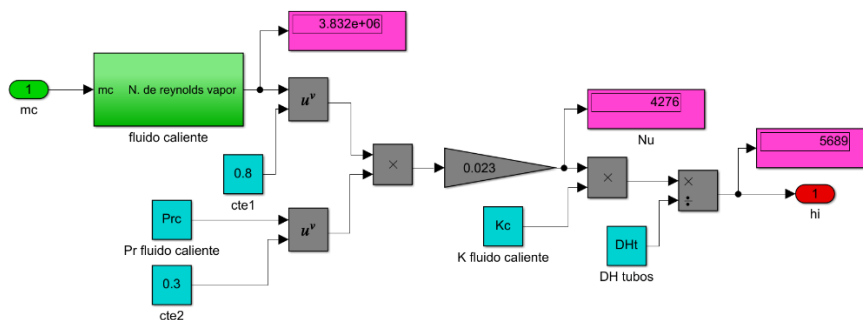 3.832e+06
1
mc
mc N. de reynolds vapor
fluido caliente
u^v
0.8
cte1
Prc
Pr fluido caliente
0.3
cte2
u^v
×
0.023
4276
Nu
×
Kc
K fluido caliente
×
÷
DHt
DH tubos
5689
1
hi